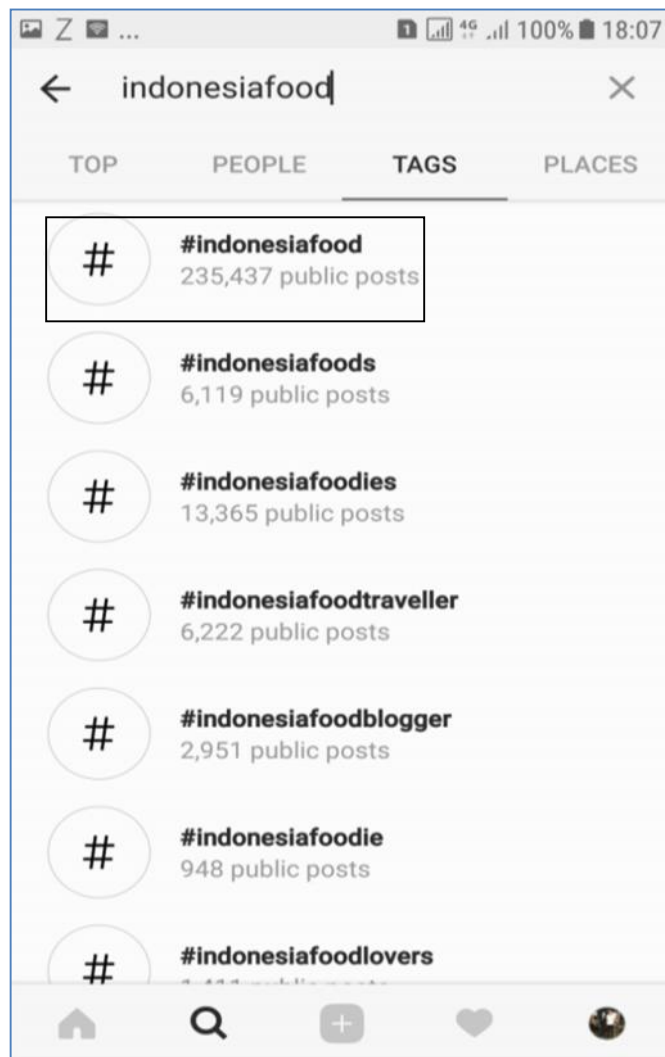 Z ... 1 4G 100% 18:07
indonesiafood
TOP PEOPLE TAGS PLACES
# #indonesiafood
235,437 public posts
# #indonesiafoods
6,119 public posts
# #indonesiafoodies
13,365 public posts
# #indonesiafoodtraveller
6,222 public posts
# #indonesiafoodblogger
2,951 public posts
# #indonesiafoodie
948 public posts
# #indonesiafoodlovers